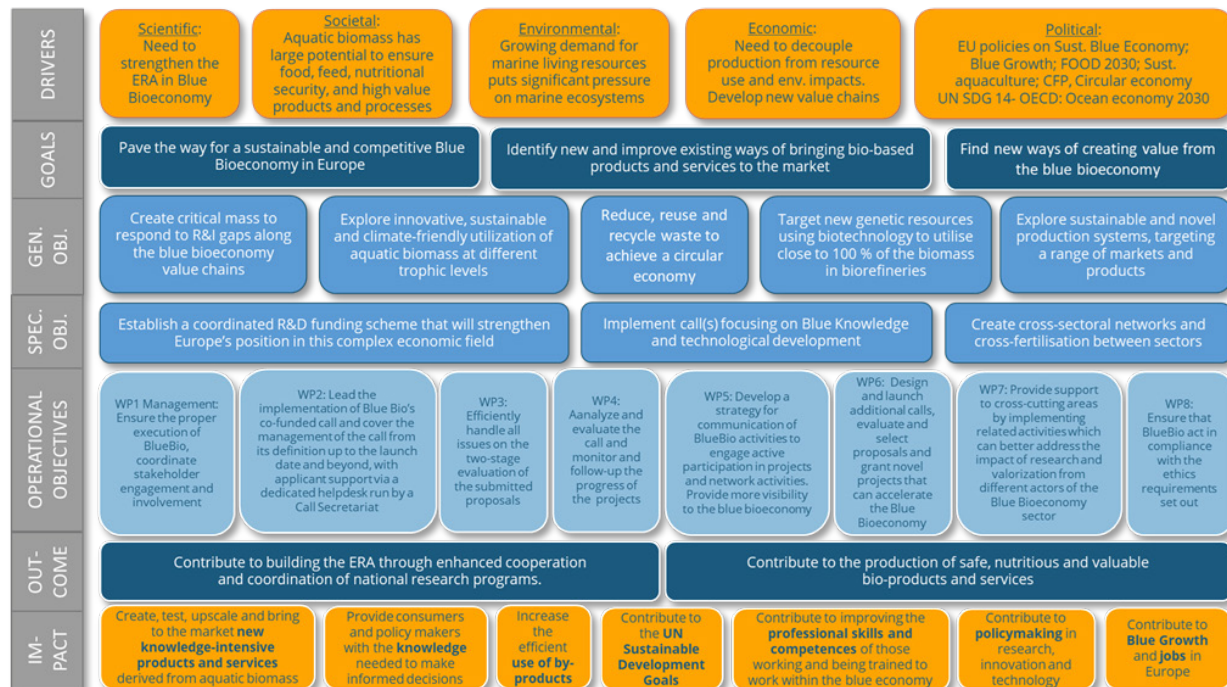 DRIVERS
Scientific:
Need to
strengthen the
ERA in Blue
Bioeconomy
Societal:
Aquatic biomass has
large potential to ensure
food, feed, nutritional
security, and high value
products and processes
Environmental:
Growing demand for
marine living resources
puts significant pressure
on marine ecosystems
Economic:
Need to decouple
production from resource
use and env. impacts.
Develop new value chains
Political:
EU policies on Sust. Blue Economy;
Blue Growth; FOOD 2030; Sust.
aquaculture; CFP, Circular economy
UN SDG 14- OECD: Ocean economy 2030
GOALS
Pave the way for a sustainable and competitive Blue
Bioeconomy in Europe
Identify new and improve existing ways of bringing bio-based
products and services to the market
Find new ways of creating value from
the blue bioeconomy
GEN.
OBJ.
Create critical mass to
respond to R&I gaps along
the blue bioeconomy
value chains
Explore innovative, sustainable
and climate-friendly utilization of
aquatic biomass at different
trophic levels
Reduce, reuse and
recycle waste to
achieve a circular
economy
Target new genetic resources
using biotechnology to utilise
close to 100 % of the biomass
in biorefineries
Explore sustainable and novel
production systems, targeting
a range of markets and
products
SPEC.
OBJ.
Establish a coordinated R&D funding scheme that will strengthen
Europe's position in this complex economic field
Implement call(s) focusing on Blue Knowledge
and technological development
Create cross-sectoral networks and
cross-fertilisation between sectors
OPERATIONAL
OBJECTIVES
WP1 Management:
Ensure the proper
execution of
BlueBio,
coordinate
stakeholder
engagement and
involvement
WP2: Lead the
implementation of Blue Bio's
co-funded call and cover the
management of the call from
its definition up to the launch
date and beyond, with
applicant support via a
dedicated helpdesk run by a
Call Secretariat
WP3:
Efficiently
handle all
issues on the
two-stage
evaluation of
the submitted
proposals
WP4:
Aanalyze and
evaluate the
call and
monitor and
follow-up the
progress of
the projects
WP5: Develop a
strategy for
communication of
BlueBio activities to
engage active
participation in projects
and network activities.
Provide more visibility
to the blue bioeconomy
WP6: Design
and launch
additional calls,
evaluate and
select
proposals and
grant novel
projects that
can accelerate
the Blue
Bioeconomy
WP7: Provide support
to cross-cutting areas
by implementing
related activities which
can better address the
impact of research and
valorization from
different actors of the
Blue Bioeconomy
sector
WP8:
Ensure that
BlueBio act in
compliance
with the
ethics
requirements
set out
OUT-
COME
Contribute to building the ERA through enhanced cooperation
and coordination of national research programs.
Contribute to the production of safe, nutritious and valuable
bio-products and services
IM-
PACT
Create, test, upscale and bring
to the market new
knowledge-intensive
products and services
derived from aquatic biomass
Provide consumers
and policy makers
with the knowledge
needed to make
informed decisions
Increase
the
efficient
use of by-
products
Contribute to
the UN
Sustainable
Development
Goals
Contribute to improving the
professional skills and
competences of those
working and being trained to
work within the blue economy
Contribute to
policymaking in
research,
innovation and
technology
Contribute to
Blue Growth
and jobs in
Europe